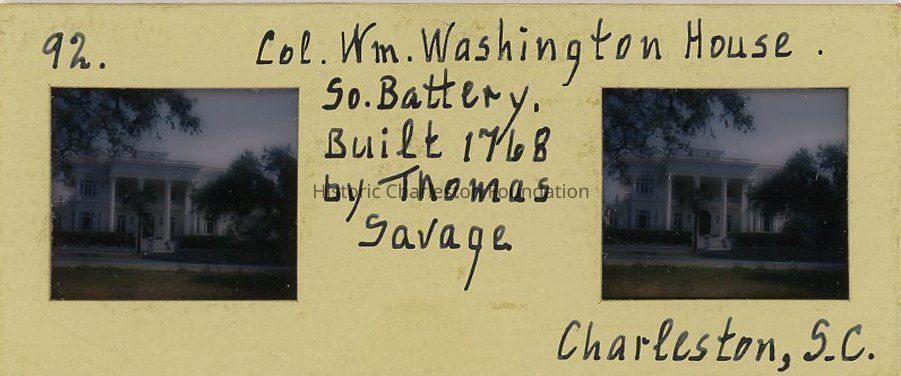 92.
Col. Wm. Washington House.
So. Battery.
Built 1768
by Thomas
Savage
Historic Charleston Foundation
Charleston, S.C.